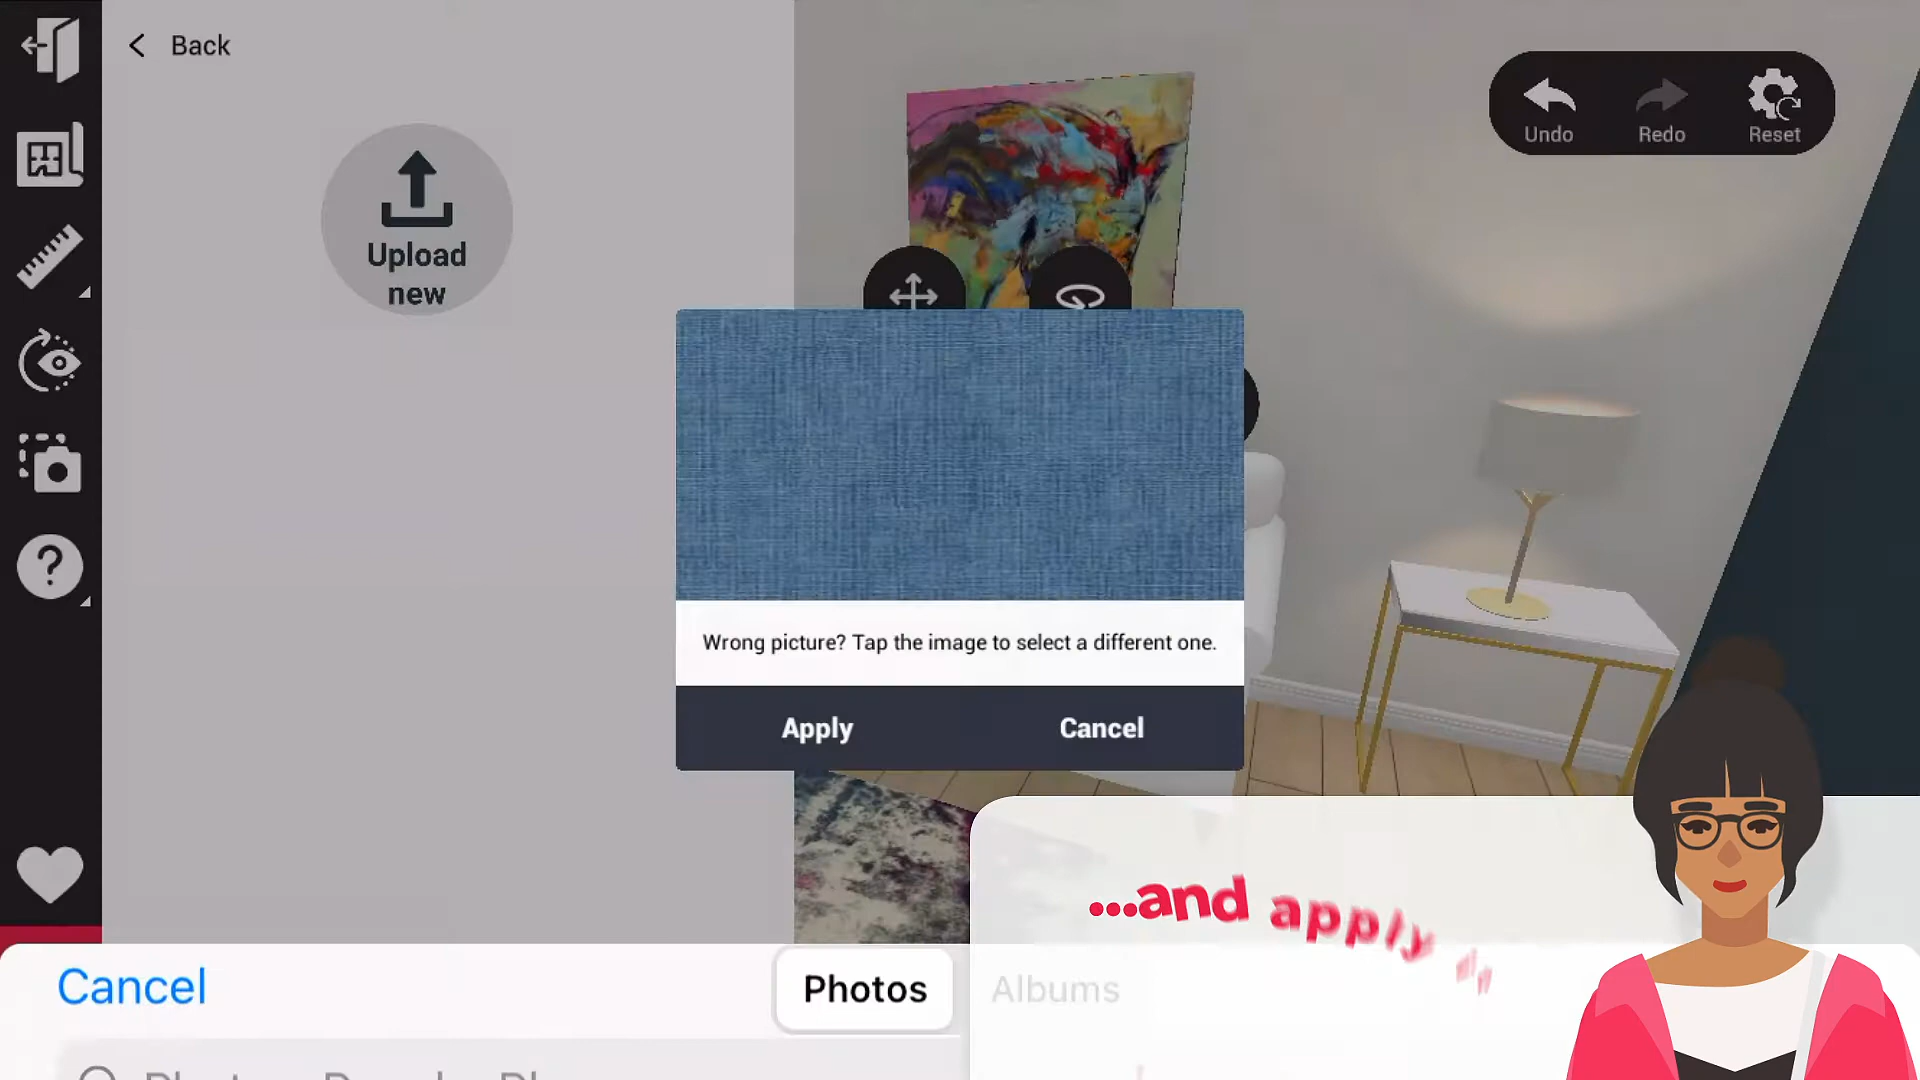 Back
Undo
Redo
Reset
Upload
new
Wrong picture? Tap the image to select a different one.
Apply
Cancel
...and apply
Cancel
Photos
Albums